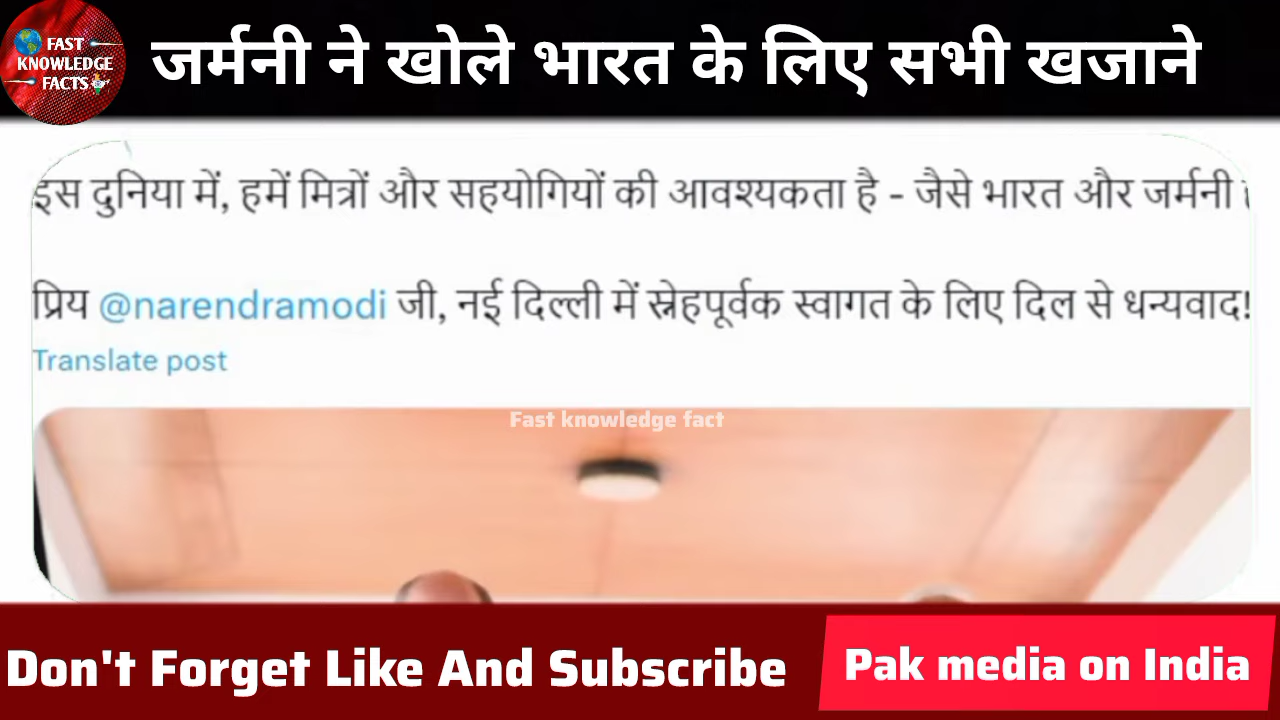 FAST
KNOWLEDGE
FACTS
जर्मनी ने खोले भारत के लिए सभी खजाने
इस दुनिया में, हमें मित्रों और सहयोगियों की आवश्यकता है - जैसे भारत और जर्मनी
प्रिय @narendramodi जी, नई दिल्ली में स्नेहपूर्वक स्वागत के लिए दिल से धन्यवाद!
Translate post
Fast knowledge fact
Don't Forget Like And Subscribe
Pak media on India